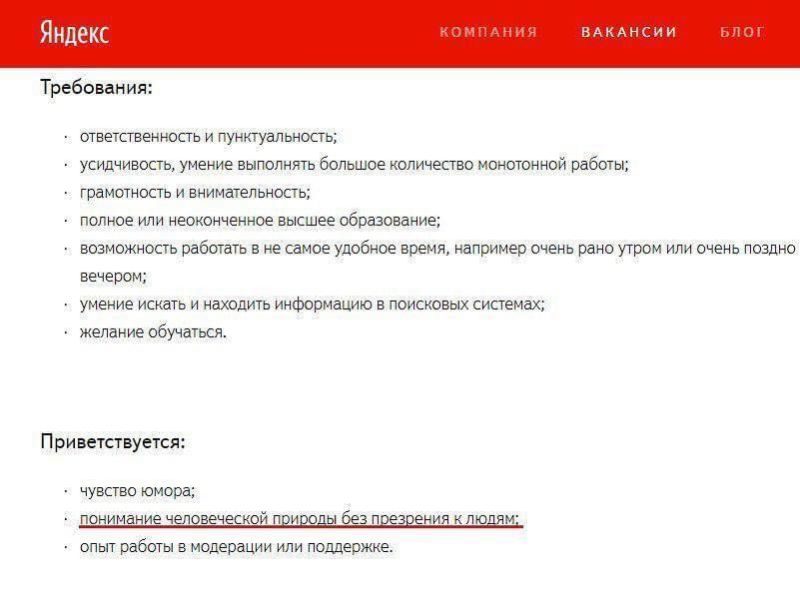 Яндекс
КОМПАНИЯ ВАКАНСИИ БЛОГ
Требования:
· ответственность и пунктуальность;
· усидчивость, умение выполнять большое количество монотонной работы;
· грамотность и внимательность;
· полное или неоконченное высшее образование;
· возможность работать в не самое удобное время, например очень рано утром или очень поздно
вечером;
· умение искать и находить информацию в поисковых системах;
· желание обучаться.
Приветствуется:
· чувство юмора;
· понимание человеческой природы без презрения к людям;
· опыт работы в модерации или поддержке.